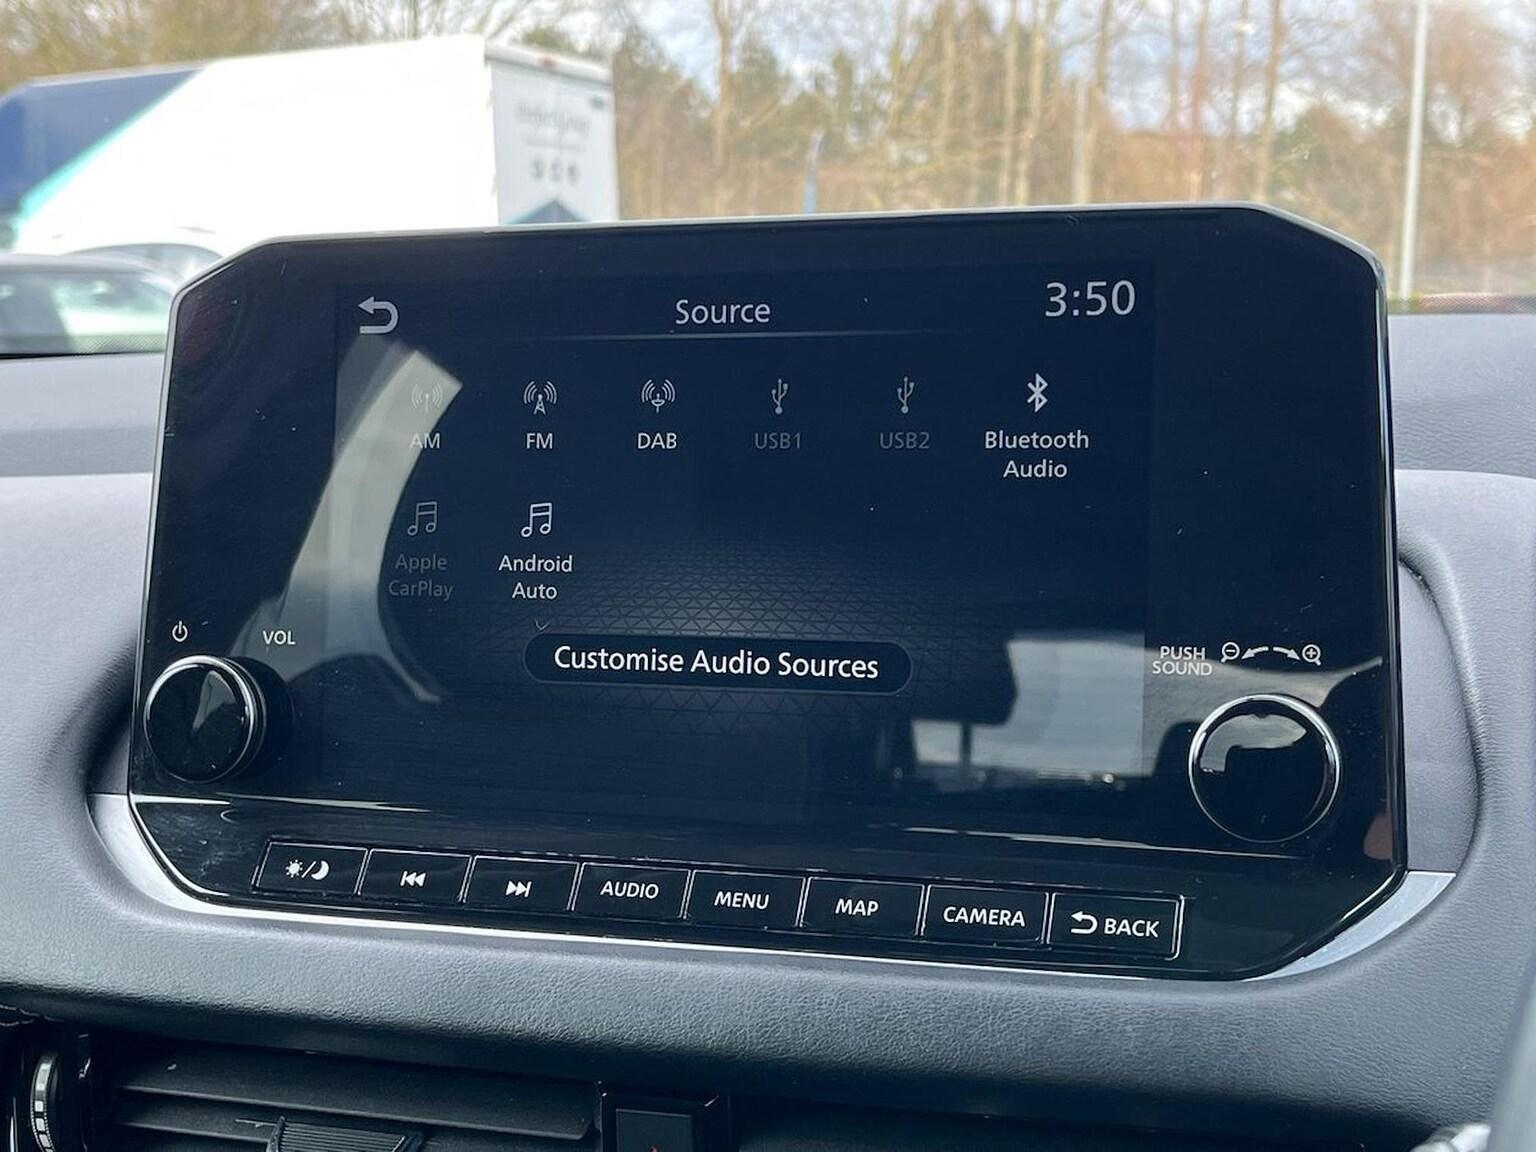 Source
3:50
AM
FM
DAB
USB1
USB2
Bluetooth
Audio
Apple
CarPlay
Android
Auto
Customise Audio Sources
VOL
PUSH
SOUND
AUDIO
MENU
MAP
CAMERA
BACK